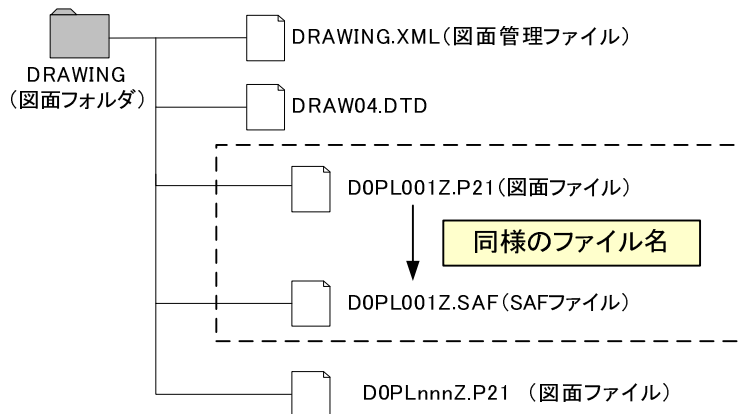 DRAWING.XML(図面管理ファイル)
DRAWING
(図面フォルダ)
DRAW04.DTD
D0PL001Z.P21(図面ファイル)
同様のファイル名
D0PL001Z.SAF(SAFファイル)
D0PLnnnZ.P21 (図面ファイル)